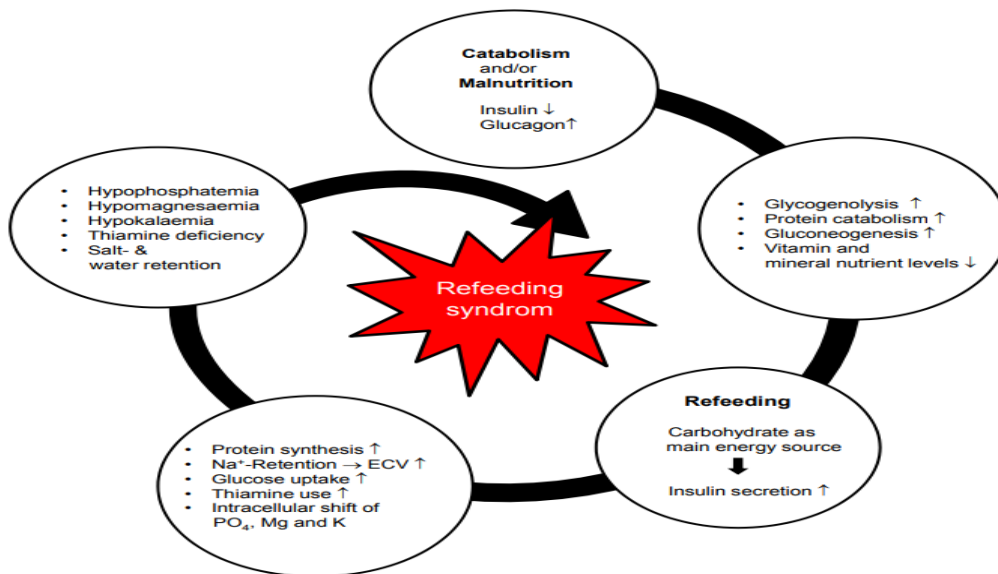 Catabolism
and/or
Malnutrition
Insulin ↓
Glucagon↑
• Glycogenolysis ↑
• Protein catabolism ↑
• Gluconeogenesis ↑
• Vitamin and
mineral nutrient levels ↓
Refeeding
Carbohydrate as
main energy source
Insulin secretion ↑
• Protein synthesis ↑
• Na⁺-Retention → ECV ↑
• Glucose uptake ↑
• Thiamine use ↑
• Intracellular shift of
PO₄, Mg and K
• Hypophosphatemia
• Hypomagnesaemia
• Hypokalaemia
• Thiamine deficiency
• Salt- &
water retention
Refeeding
syndrom